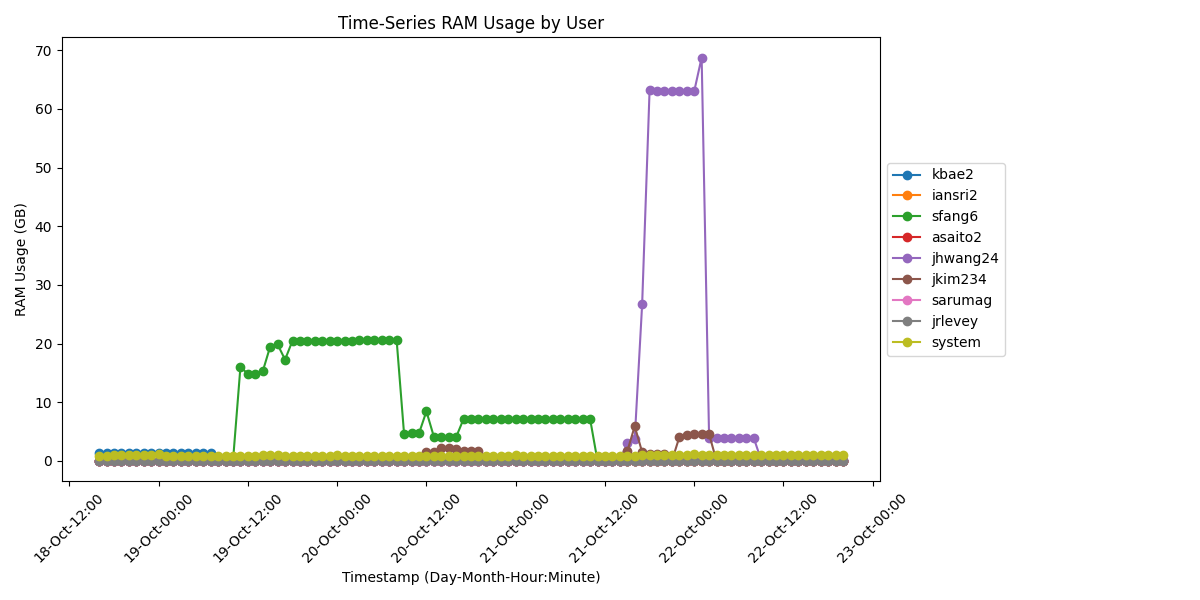 Time-Series RAM Usage by User
70
60
50
40
30
20
10
0
RAM Usage (GB)
18-Oct-12:00
19-Oct-00:00
19-Oct-12:00
20-Oct-00:00
20-Oct-12:00
21-Oct-00:00
21-Oct-12:00
22-Oct-00:00
22-Oct-12:00
23-Oct-00:00
Timestamp (Day-Month-Hour:Minute)
kbae2
iansri2
sfang6
asaito2
jhwang24
jkim234
sarumag
jrlevey
system